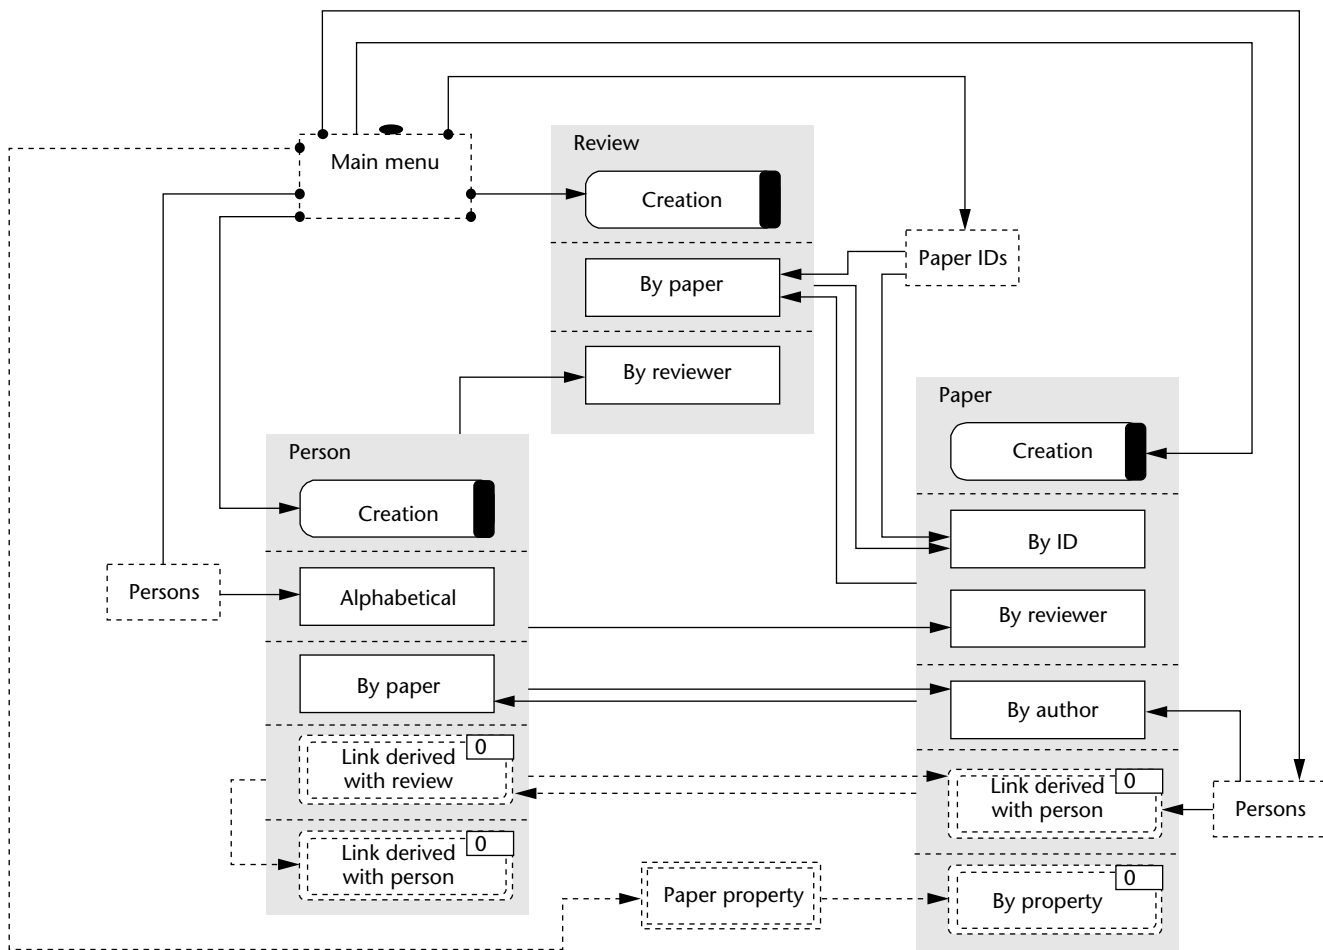 Main menu
Review
Creation
By paper
By reviewer
Paper IDs
Person
Creation
Alphabetical
By paper
0
Link derived
with review
0
Link derived
with person
Persons
Paper
Creation
By ID
By reviewer
By author
0
Link derived
with person
0
By property
Persons
Paper property